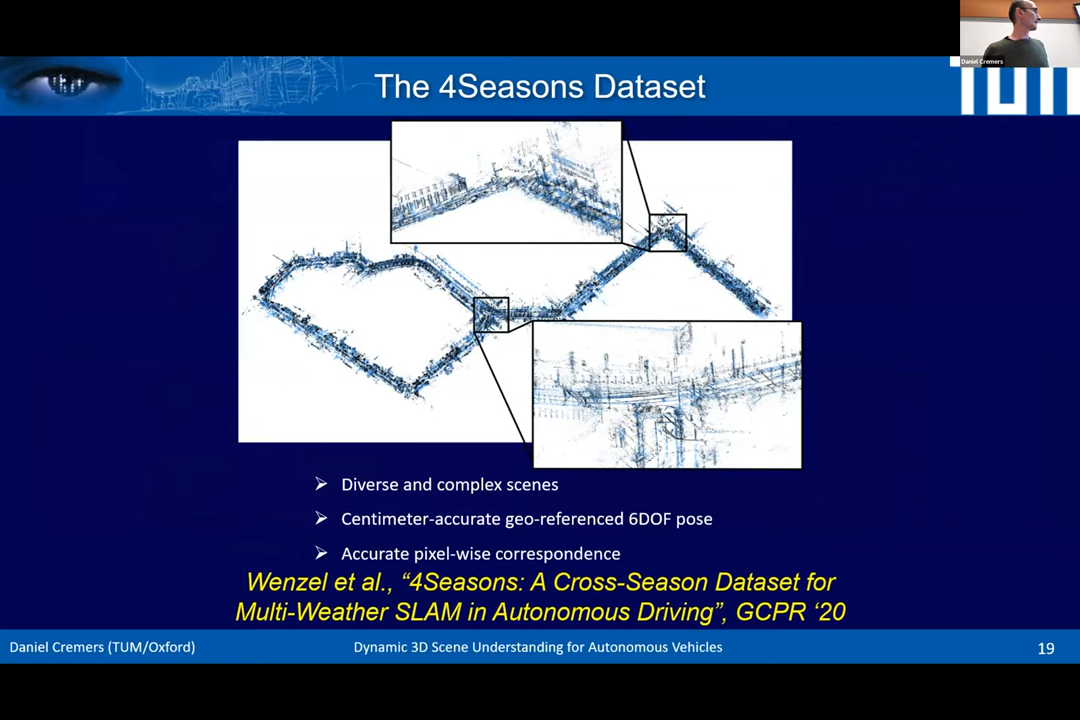 Daniel Cremers
The 4Seasons Dataset
TUM
➢ Diverse and complex scenes
➢ Centimeter-accurate geo-referenced 6DOF pose
➢ Accurate pixel-wise correspondence
Wenzel et al., “4Seasons: A Cross-Season Dataset for
Multi-Weather SLAM in Autonomous Driving”, GCPR ‘20
Daniel Cremers (TUM/Oxford)
Dynamic 3D Scene Understanding for Autonomous Vehicles
19